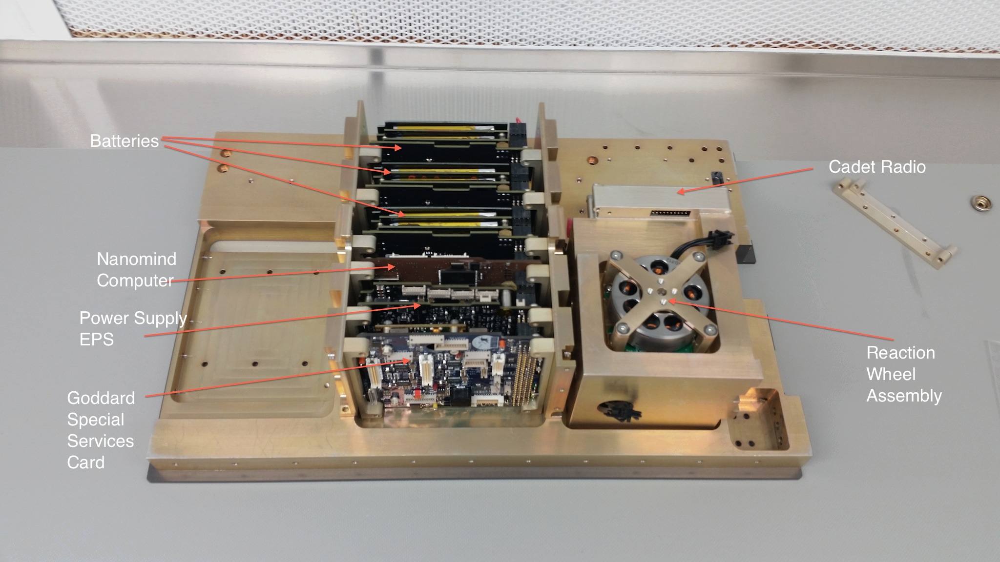 Batteries
Cadet Radio
Nanomind
Computer
Power Supply
EPS
Reaction
Wheel
Assembly
Goddard
Special
Services
Card